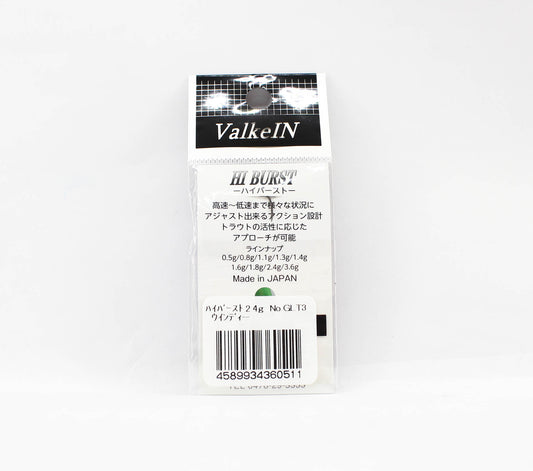 ValkeIN
HI BURST
ーハイバーストー
高速～低速まで様々な状況に
アジャスト出来るアクション設計
トラウトの活性に応じた
アプローチが可能
ラインナップ
0.5g/0.8g/1.1g/1.3g/1.4g
1.6g/1.8g/2.4g/3.6g
Made in JAPAN
ハイバースト2.4g No.GLT3
ウインディー
4589934360511